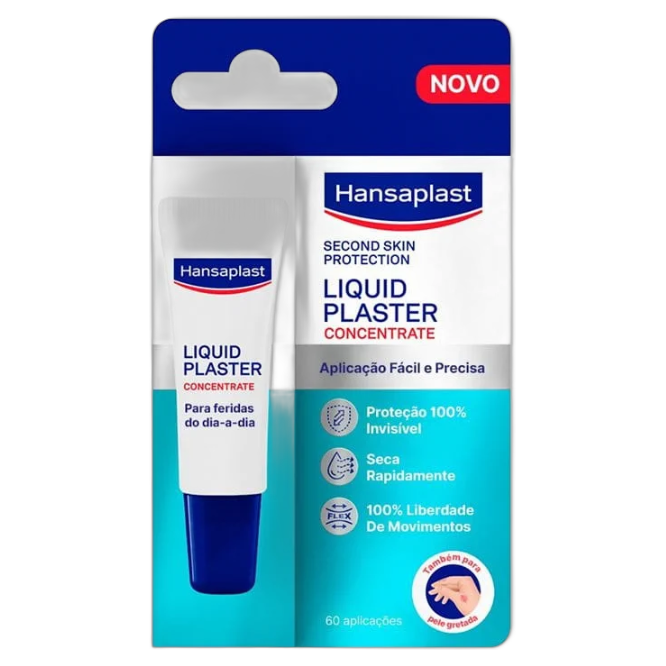 NOVO
Hansaplast
SECOND SKIN
PROTECTION
LIQUID
PLASTER
CONCENTRATE
Aplicação Fácil e Precisa
Proteção 100%
Invisível
Seca
Rapidamente
FLEX
100% Liberdade
De Movimentos
Também para
pele gretada
60 aplicações
Hansaplast
LIQUID
PLASTER
CONCENTRATE
Para feridas
do dia-a-dia